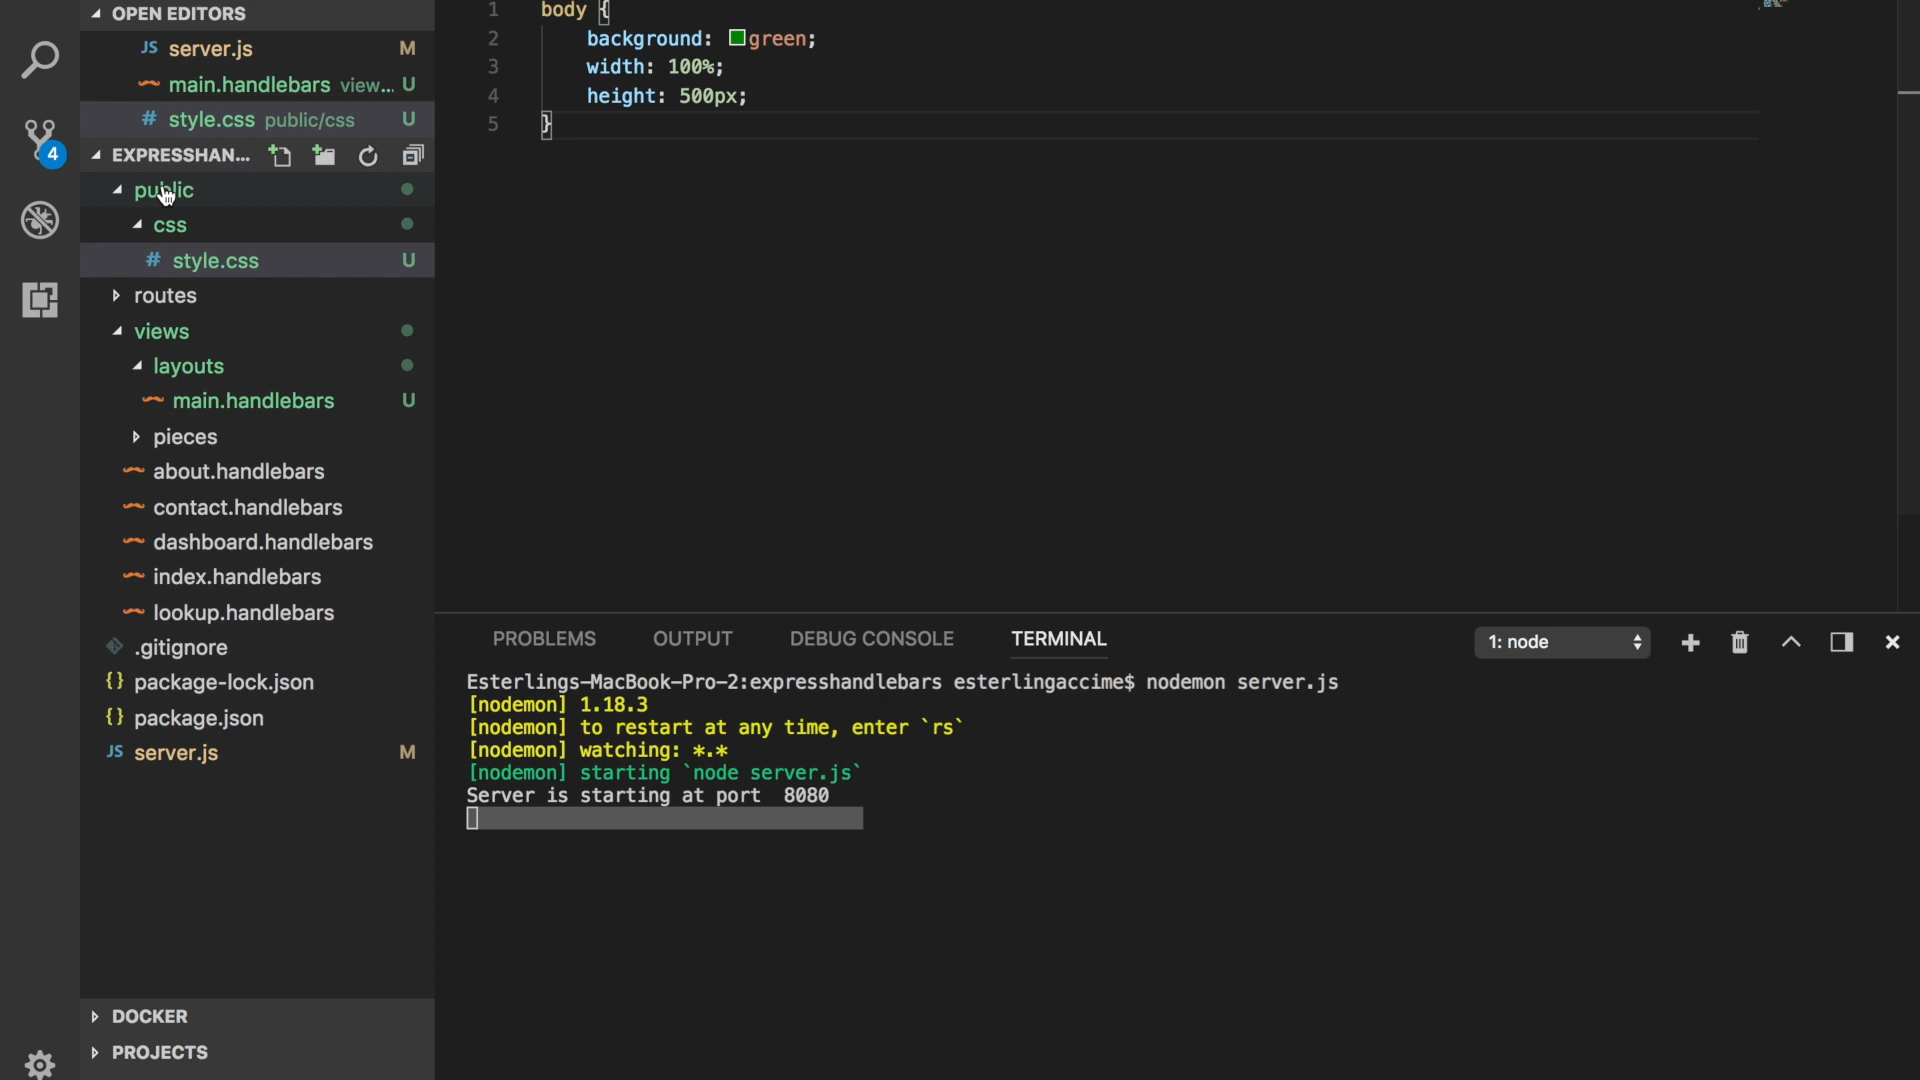 OPEN EDITORS
JS server.js M
main.handlebars view... U
# style.css public/css U
EXPRESSHAN...
public
css
# style.css U
routes
views
layouts
main.handlebars U
pieces
about.handlebars
contact.handlebars
dashboard.handlebars
index.handlebars
lookup.handlebars
.gitignore
{} package-lock.json
{} package.json
JS server.js M
DOCKER
PROJECTS
4
1 body {
2 background: green;
3 width: 100%;
4 height: 500px;
5 }
PROBLEMS OUTPUT DEBUG CONSOLE TERMINAL 1: node
Esterlings-MacBook-Pro-2:expresshandlebars esterlingaccime$ nodemon server.js
[nodemon] 1.18.3
[nodemon] to restart at any time, enter `rs`
[nodemon] watching: *.*
[nodemon] starting `node server.js`
Server is starting at port  8080